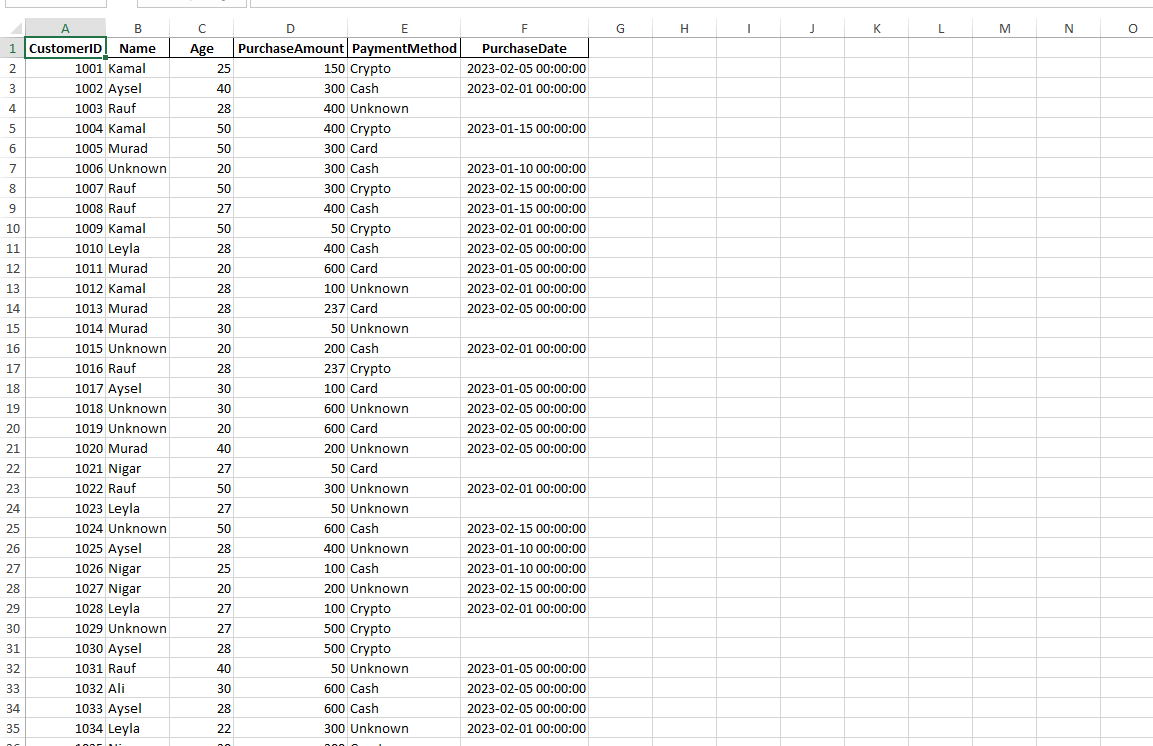 A B C D E F G H I J K L M N O
1 CustomerID Name Age PurchaseAmount PaymentMethod PurchaseDate
2 1001 Kamal 25 150 Crypto 2023-02-05 00:00:00
3 1002 Aysel 40 300 Cash 2023-02-01 00:00:00
4 1003 Rauf 28 400 Unknown
5 1004 Kamal 50 400 Crypto 2023-01-15 00:00:00
6 1005 Murad 50 300 Card
7 1006 Unknown 20 300 Cash 2023-01-10 00:00:00
8 1007 Rauf 50 300 Crypto 2023-02-15 00:00:00
9 1008 Rauf 27 400 Cash 2023-01-15 00:00:00
10 1009 Kamal 50 50 Crypto 2023-02-01 00:00:00
11 1010 Leyla 28 400 Cash 2023-02-05 00:00:00
12 1011 Murad 20 600 Card 2023-01-05 00:00:00
13 1012 Kamal 28 100 Unknown 2023-02-01 00:00:00
14 1013 Murad 28 237 Card 2023-02-05 00:00:00
15 1014 Murad 30 50 Unknown
16 1015 Unknown 20 200 Cash 2023-02-01 00:00:00
17 1016 Rauf 28 237 Crypto
18 1017 Aysel 30 100 Card 2023-01-05 00:00:00
19 1018 Unknown 30 600 Unknown 2023-02-05 00:00:00
20 1019 Unknown 20 600 Card 2023-02-05 00:00:00
21 1020 Murad 40 200 Unknown 2023-02-05 00:00:00
22 1021 Nigar 27 50 Card
23 1022 Rauf 50 300 Unknown 2023-02-01 00:00:00
24 1023 Leyla 27 50 Unknown
25 1024 Unknown 50 600 Cash 2023-02-15 00:00:00
26 1025 Aysel 28 400 Unknown 2023-01-10 00:00:00
27 1026 Nigar 25 100 Cash 2023-01-10 00:00:00
28 1027 Nigar 20 200 Unknown 2023-02-15 00:00:00
29 1028 Leyla 27 100 Crypto 2023-02-01 00:00:00
30 1029 Unknown 27 500 Crypto
31 1030 Aysel 28 500 Crypto
32 1031 Rauf 40 50 Unknown 2023-01-05 00:00:00
33 1032 Ali 30 600 Cash 2023-02-05 00:00:00
34 1033 Aysel 28 600 Cash 2023-02-05 00:00:00
35 1034 Leyla 22 300 Unknown 2023-02-01 00:00:00